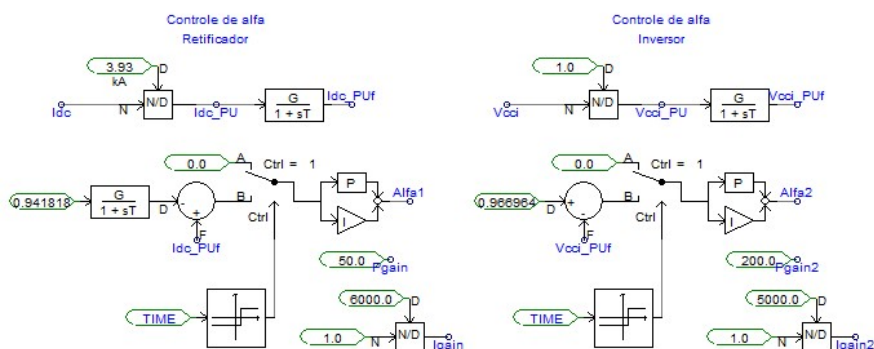 Controle de alfa
Retificador
3.93
kA
D
Idc
N
N/D
Idc_PU
G
1 + sT
Idc_PUf
0.0
A
Ctrl = 1
0.941818
G
1 + sT
D
-
+
B
F
Idc_PUf
Ctrl
P
I
Alfa1
50.0
Pgain
TIME
6000.0
D
1.0
N
N/D
Igain
Controle de alfa
Inversor
1.0
D
Vcci
N
N/D
Vcci_PU
G
1 + sT
Vcci_PUf
0.0
A
Ctrl = 1
0.966964
D
+
-
B
F
Vcci_PUf
Ctrl
P
I
Alfa2
200.0
Pgain2
TIME
5000.0
D
1.0
N
N/D
Igain2